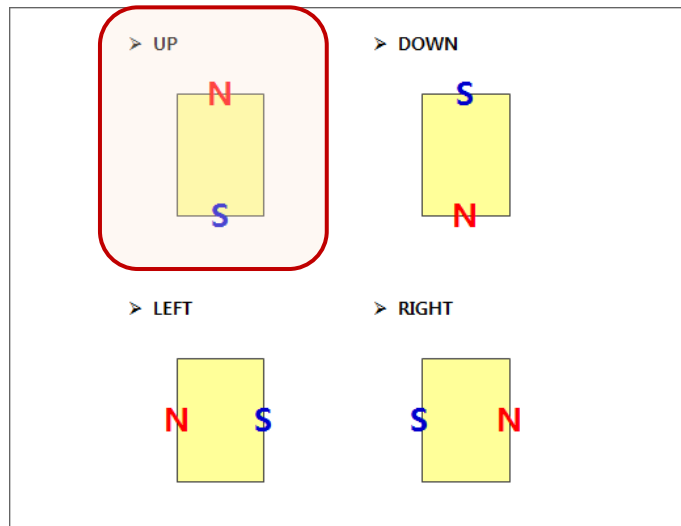 ➢ UP
N
S
➢ DOWN
S
N
➢ LEFT
N S
➢ RIGHT
S N